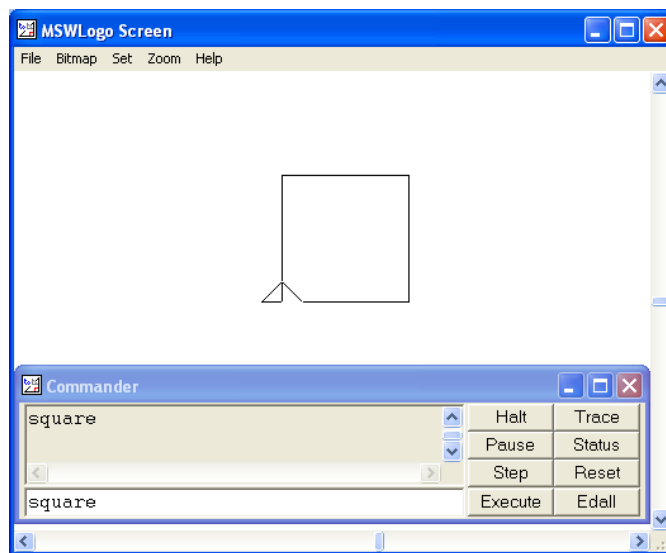 MSWLogo Screen
File Bitmap Set Zoom Help
Commander
square
Halt Trace
Pause Status
Step Reset
square
Execute Edall